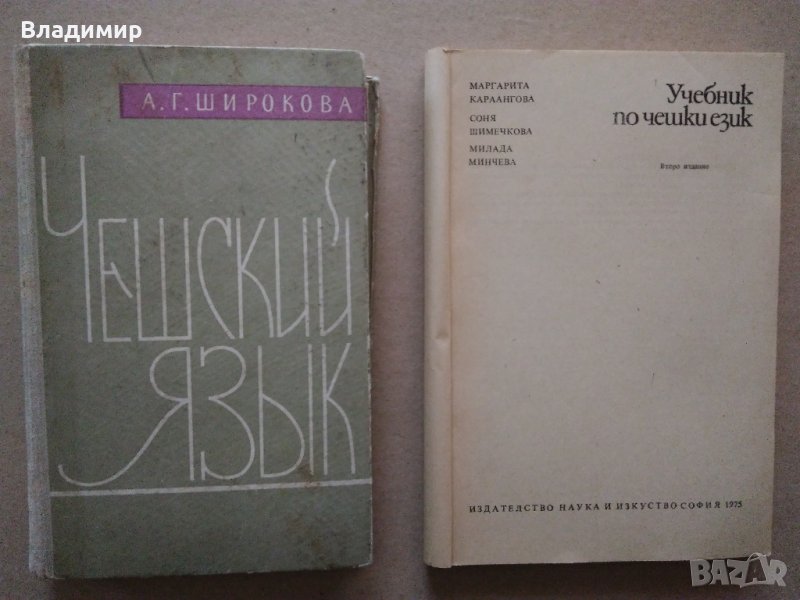 Владимир
А. Г. ШИРОКОВА
ЧЕШСКИЙ
ЯЗЫК
МАРГАРИТА
КАРААНГОВА
СОНЯ
ШИМЕЧКОВА
МИЛАДА
МИНЧЕВА
Учебник
по чешки език
Второ издание
ИЗДАТЕЛСТВО НАУКА И ИЗКУСТВО СОФИЯ 1975
BAZAR